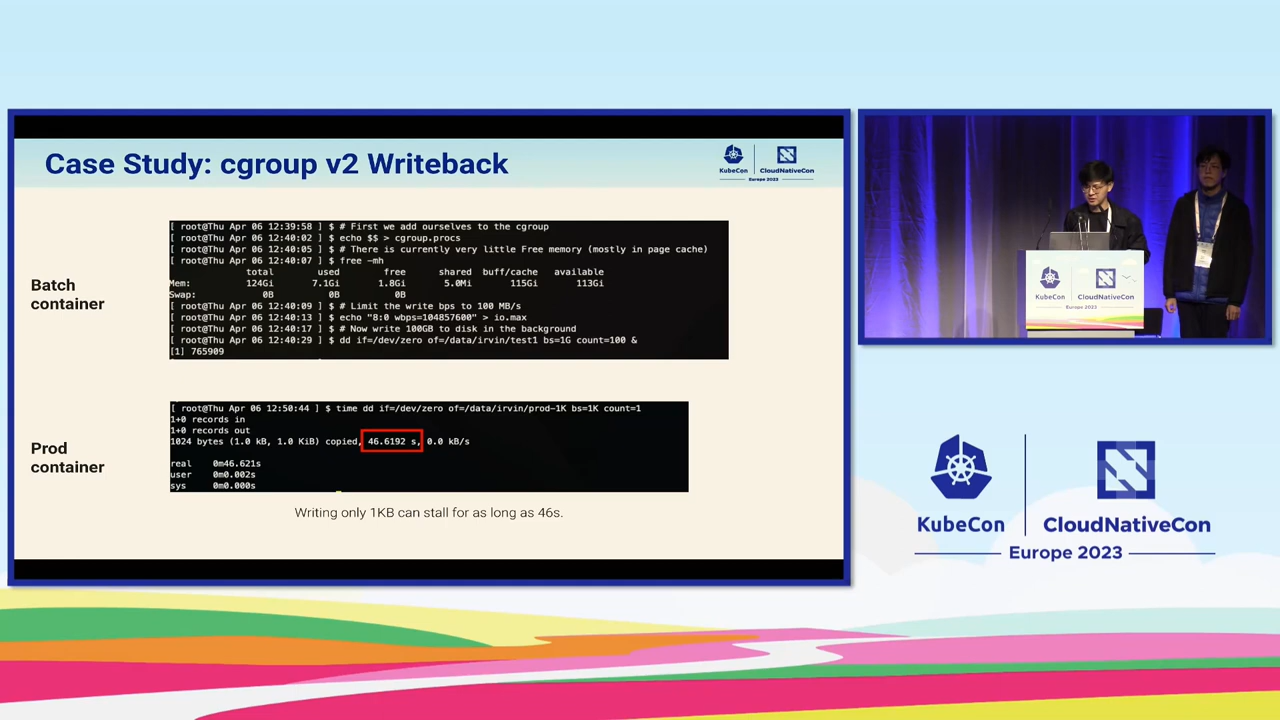 Case Study: cgroup v2 Writeback
KubeCon
CloudNativeCon
Europe 2023
Batch
container
[ root@Thu Apr 06 12:39:58 ] $ # First we add ourselves to the cgroup
[ root@Thu Apr 06 12:40:02 ] $ echo $$ > cgroup.procs
[ root@Thu Apr 06 12:40:05 ] $ # There is currently very little Free memory (mostly in page cache)
[ root@Thu Apr 06 12:40:07 ] $ free -mh
total used free shared buff/cache available
Mem: 124Gi 7.1Gi 1.8Gi 5.0Mi 115Gi 113Gi
Swap: 0B 0B 0B
[ root@Thu Apr 06 12:40:09 ] $ # Limit the write bps to 100 MB/s
[ root@Thu Apr 06 12:40:13 ] $ echo "8:0 wbps=104857600" > io.max
[ root@Thu Apr 06 12:40:17 ] $ # Now write 100GB to disk in the background
[ root@Thu Apr 06 12:40:29 ] $ dd if=/dev/zero of=/data/irvin/test1 bs=1G count=100 &
[1] 765909
Prod
container
[ root@Thu Apr 06 12:50:44 ] $ time dd if=/dev/zero of=/data/irvin/prod-1K bs=1K count=1
1+0 records in
1+0 records out
1024 bytes (1.0 kB, 1.0 KiB) copied, 46.6192 s, 0.0 kB/s
real 0m46.621s
user 0m0.002s
sys 0m0.000s
Writing only 1KB can stall for as long as 46s.
KubeCon
CloudNativeCon
Europe 2023
KubeCon
CloudNativeCon
Europe 2023